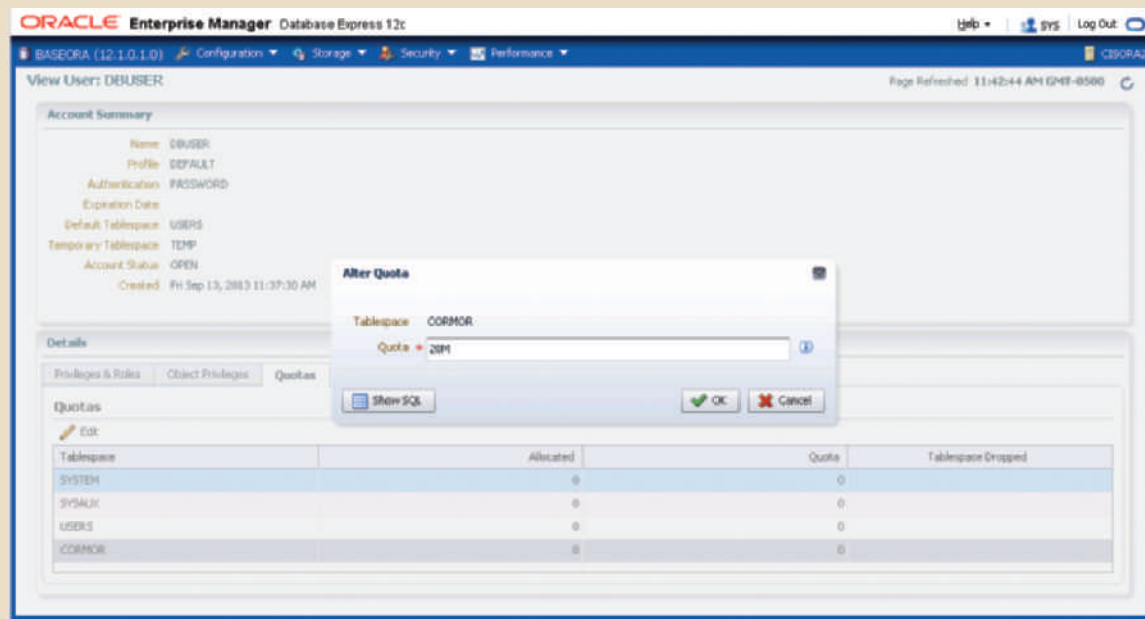 ORACLE Enterprise Manager Database Express 12c Help sys Log Out
BASEORA (12.1.0.1.0) Configuration Storage Security Performance CISORA2
View User: DBUSER Page Refreshed 11:42:44 AM GMT-0500
Account Summary
Name DBUSER
Profile DEFAULT
Authentication PASSWORD
Expiration Date
Default Tablespace USERS
Temporary Tablespace TEMP
Account Status OPEN
Created Fri Sep 13, 2013 11:37:30 AM
Alter Quota
Tablespace CORMOR
Quota * 20M
Show SQL OK Cancel
Details
Privileges & Roles Object Privileges Quotas
Quotas
Edit
Tablespace Allocated Quota Tablespace Dropped
SYSTEM 0 0
SYSAUX 0 0
USERS 0 0
CORMOR 0 0